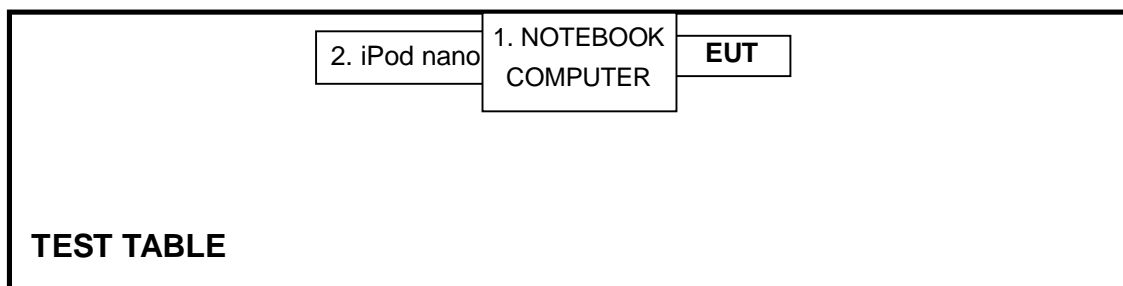 2. iPod nano
1. NOTEBOOK
COMPUTER
EUT
TEST TABLE